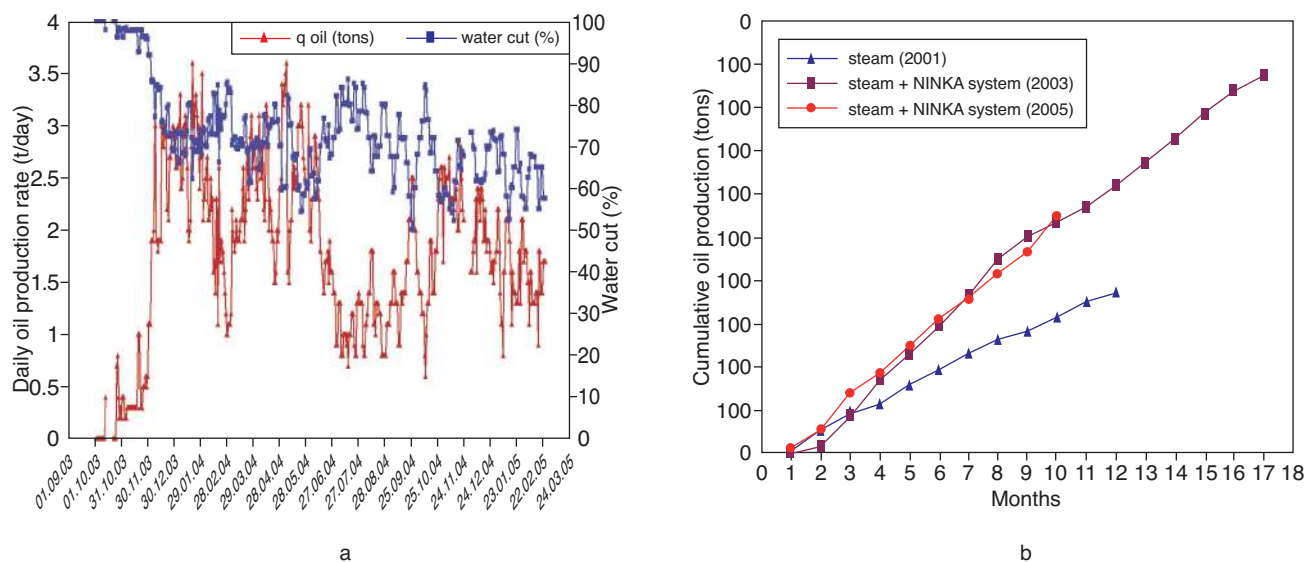 q oil (tons) water cut (%)
Daily oil production rate (t/day)
4
3.5
3
2.5
2
1.5
1
0.5
0
100
90
80
70
60
50
40
30
20
10
0
Water cut (%)
01.09.03 01.10.03 31.10.03 30.11.03 30.12.03 29.01.04 28.02.04 29.03.04 28.04.04 28.05.04 27.06.04 27.07.04 28.08.04 25.09.04 25.10.04 24.11.04 24.12.04 23.01.05 22.02.05 24.03.05
a
steam (2001)
steam + NINKA system (2003)
steam + NINKA system (2005)
Cumulative oil production (tons)
0
100
100
100
100
100
100
100
100
100
0
0 1 2 3 4 5 6 7 8 9 10 11 12 13 14 15 16 17 18
Months
b